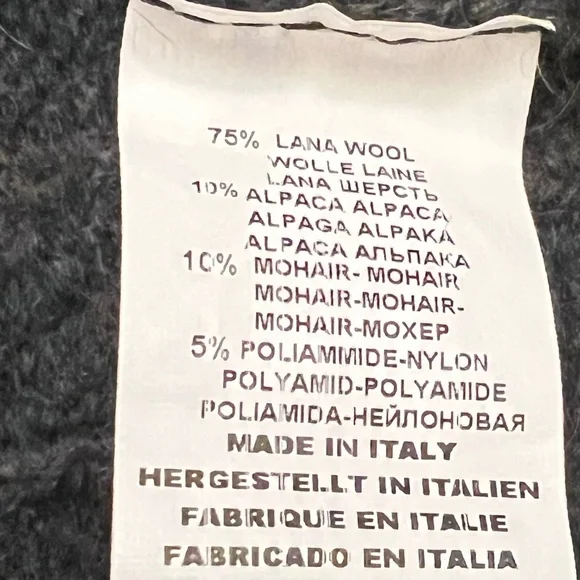 75% LANA WOOL
WOLLE LAINE
LANA ШЕРСТЬ
10% ALPACA ALPACA
ALPAGA ALPAKA
ALPACA АЛЬПАКА
10% MOHAIR- MOHAIR
MOHAIR-MOHAIR-
MOHAIR-МОХЕР
5% POLIAMMIDE-NYLON
POLYAMID-POLYAMIDE
POLIAMIDA-НЕЙЛОНОВАЯ
MADE IN ITALY
HERGESTELLT IN ITALIEN
FABRIQUE EN ITALIE
FABRICADO EN ITALIA